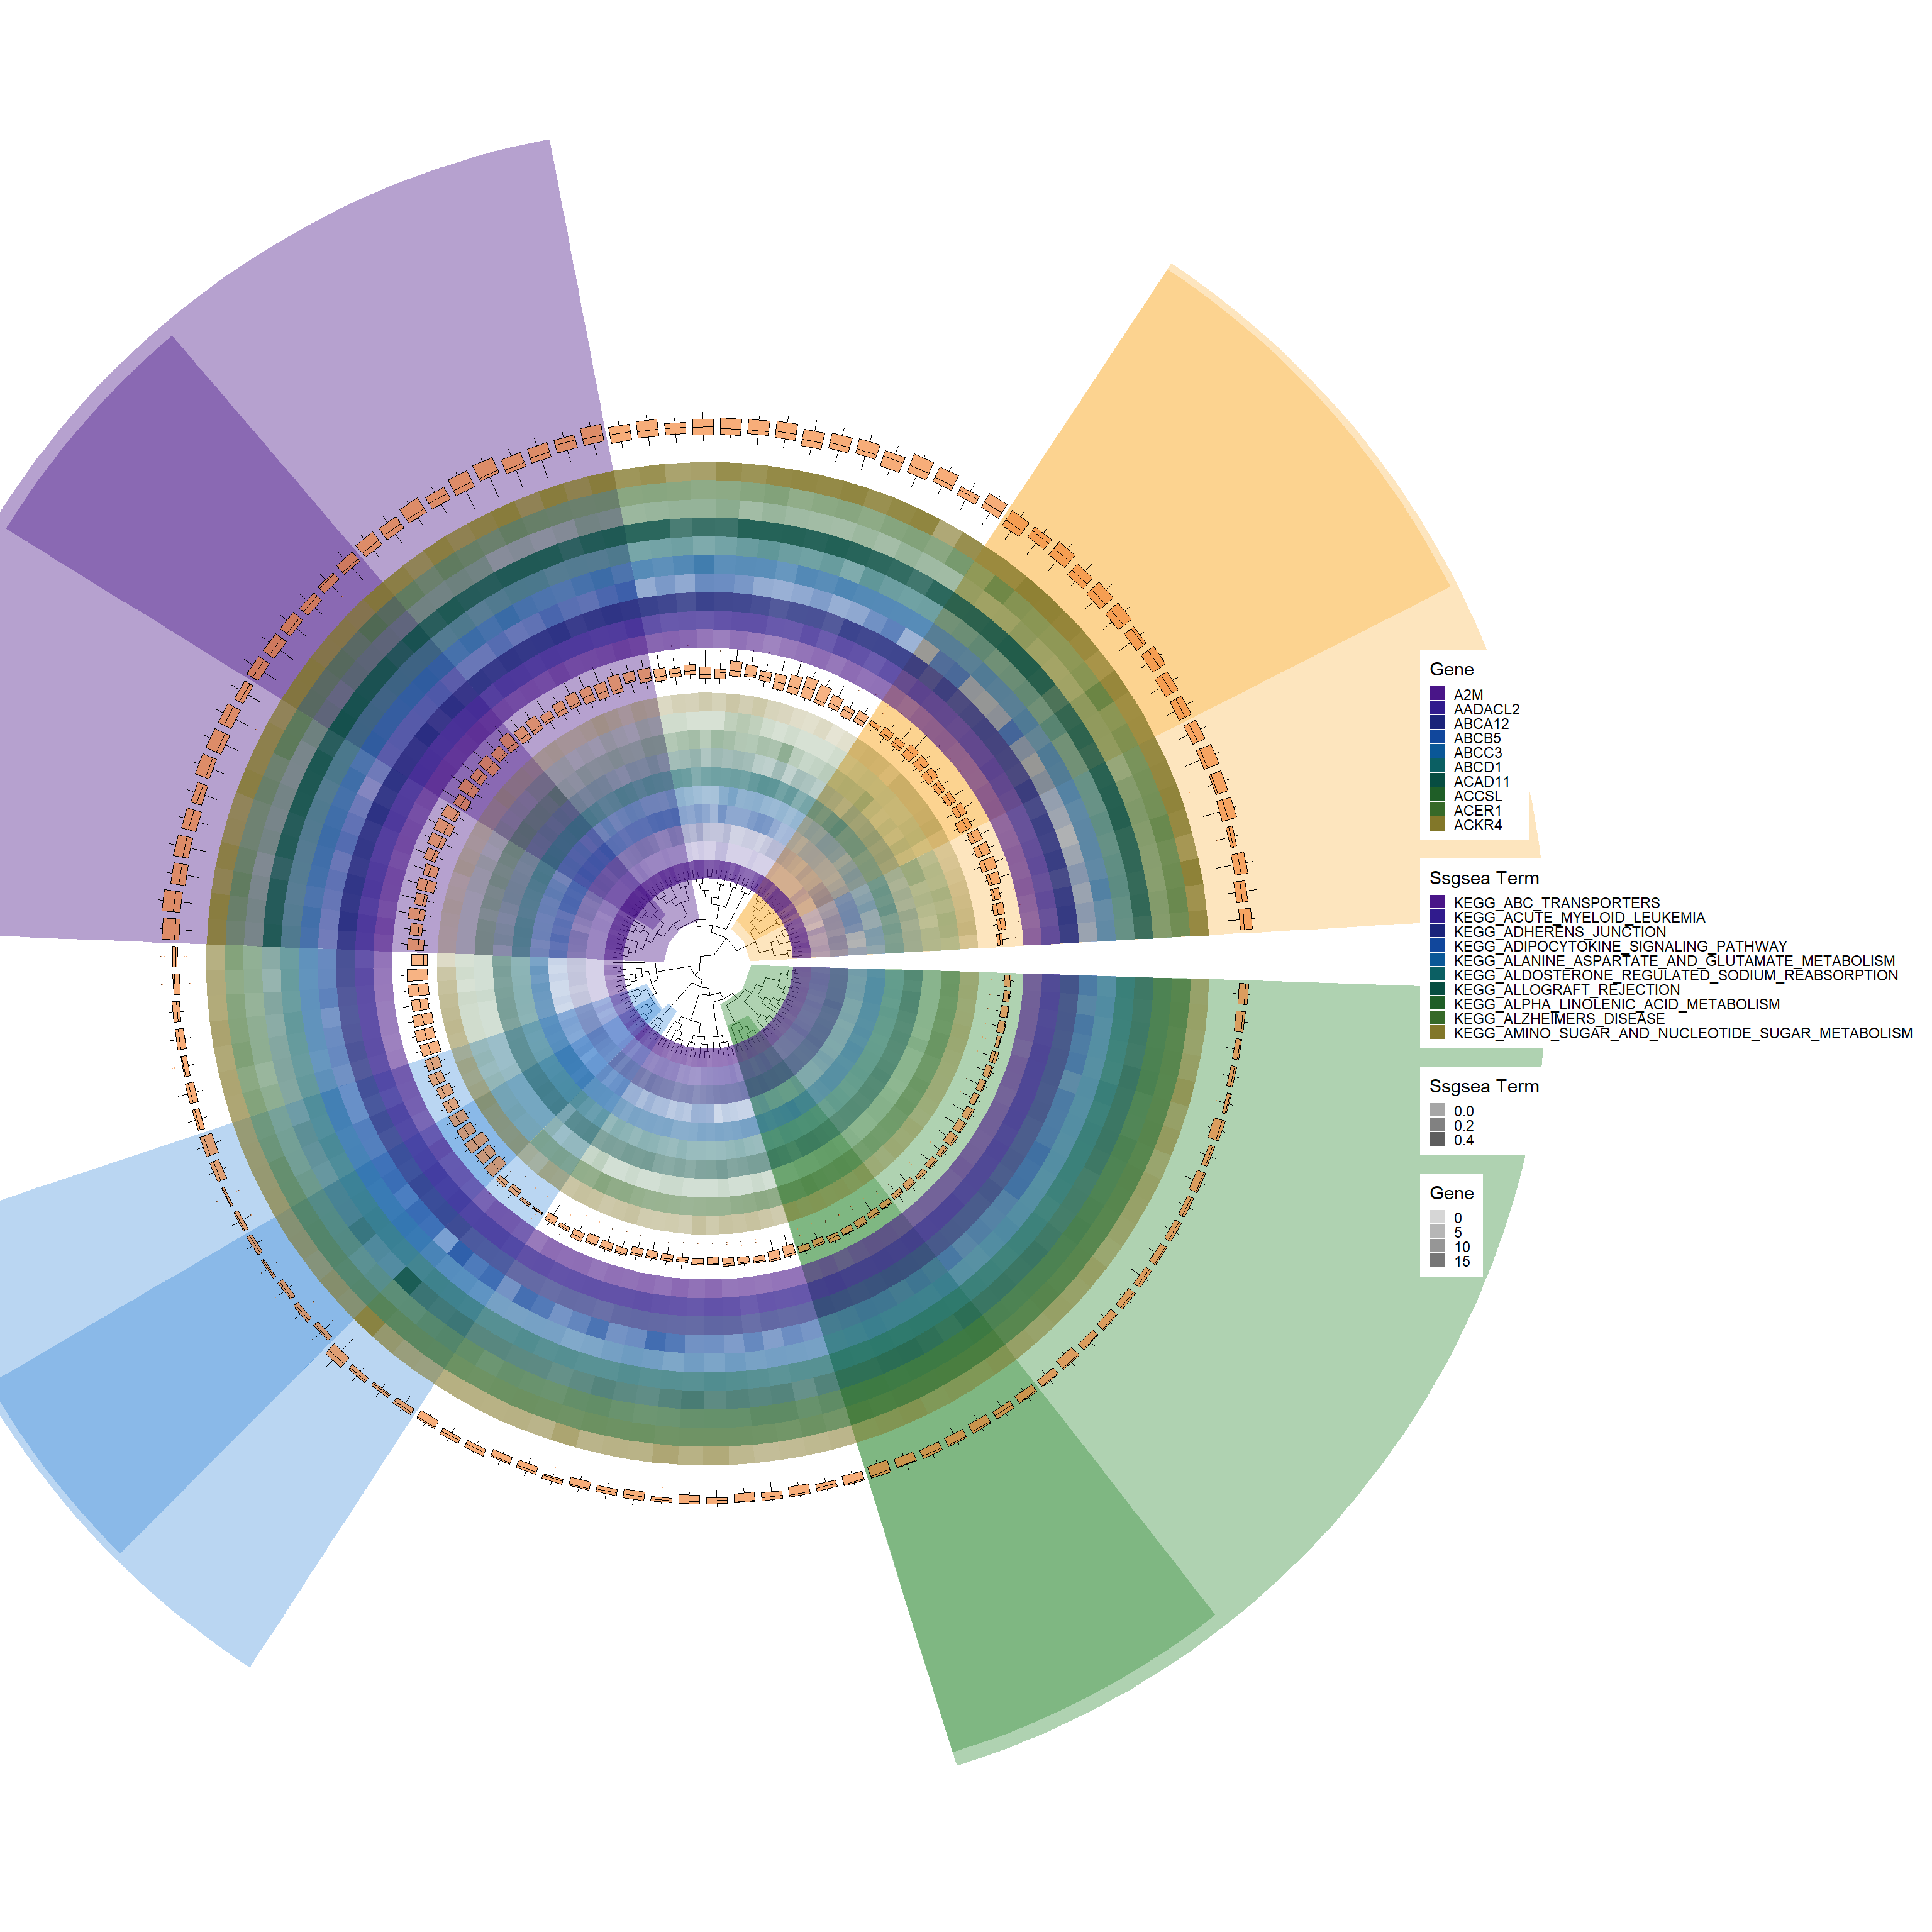 Gene
A2M
AADACL2
ABCA12
ABCB5
ABCC3
ABCD1
ACAD11
ACCSL
ACER1
ACKR4
Ssgsea Term
KEGG_ABC_TRANSPORTERS
KEGG_ACUTE_MYELOID_LEUKEMIA
KEGG_ADHERENS_JUNCTION
KEGG_ADIPOCYTOKINE_SIGNALING_PATHWAY
KEGG_ALANINE_ASPARTATE_AND_GLUTAMATE_METABOLISM
KEGG_ALDOSTERONE_REGULATED_SODIUM_REABSORPTION
KEGG_ALLOGRAFT_REJECTION
KEGG_ALPHA_LINOLENIC_ACID_METABOLISM
KEGG_ALZHEIMERS_DISEASE
KEGG_AMINO_SUGAR_AND_NUCLEOTIDE_SUGAR_METABOLISM
Ssgsea Term
0.0
0.2
0.4
Gene
0
5
10
15